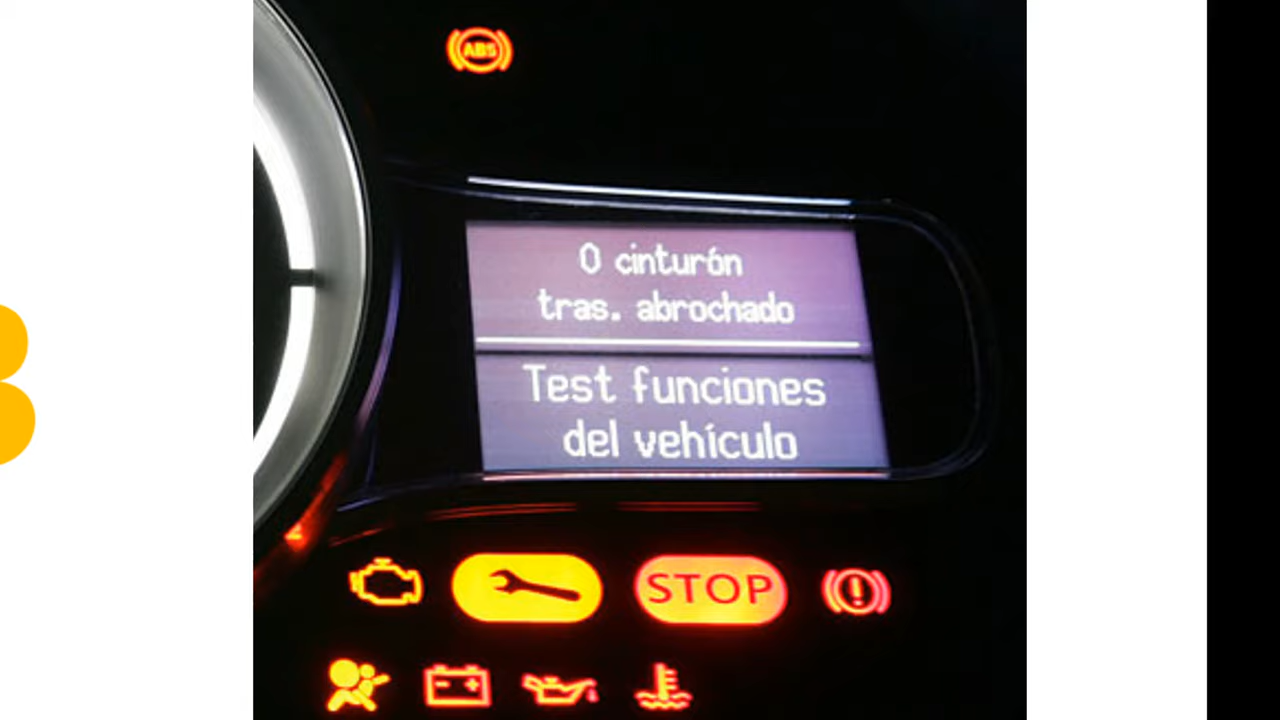 ABS
0 cinturón
tras. abrochado
Test funciones
del vehículo
STOP